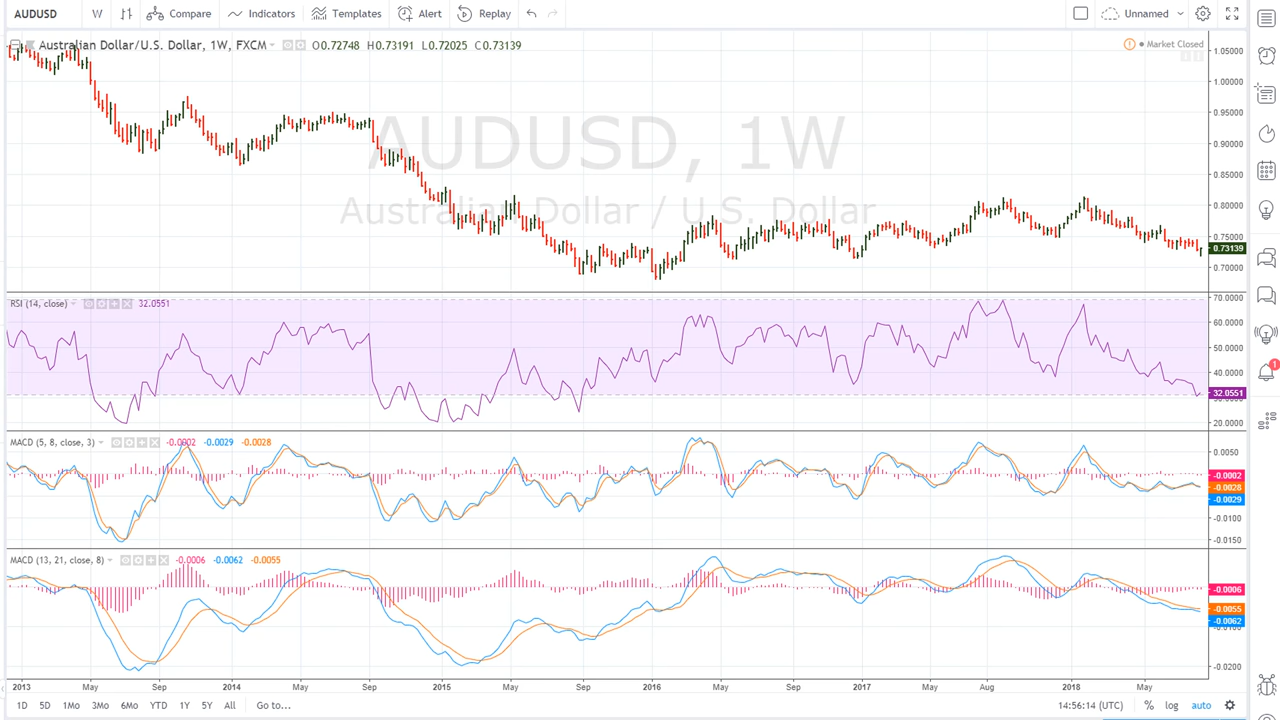 AUDUSD W Compare Indicators Templates Alert Replay Unnamed
Australian Dollar/U.S. Dollar, 1W, FXCM O0.72748 H0.73191 L0.72025 C0.73139
Market Closed
AUDUSD, 1W
Australian Dollar / U.S. Dollar
1.05000
1.00000
0.95000
0.90000
0.85000
0.80000
0.75000
0.73139
0.70000
RSI (14, close) 32.0551
70.0000
60.0000
50.0000
40.0000
32.0551
20.0000
MACD (5, 8, close, 3) -0.0002 -0.0029 -0.0028
0.0050
-0.0002
-0.0028
-0.0029
-0.0100
-0.0150
MACD (13, 21, close, 8) -0.0006 -0.0062 -0.0055
-0.0006
-0.0055
-0.0062
-0.0200
2013 May Sep 2014 May Sep 2015 May Sep 2016 May Sep 2017 May Aug 2018 May
1D 5D 1Mo 3Mo 6Mo YTD 1Y 5Y All Go to... 14:56:14 (UTC) % log auto
1